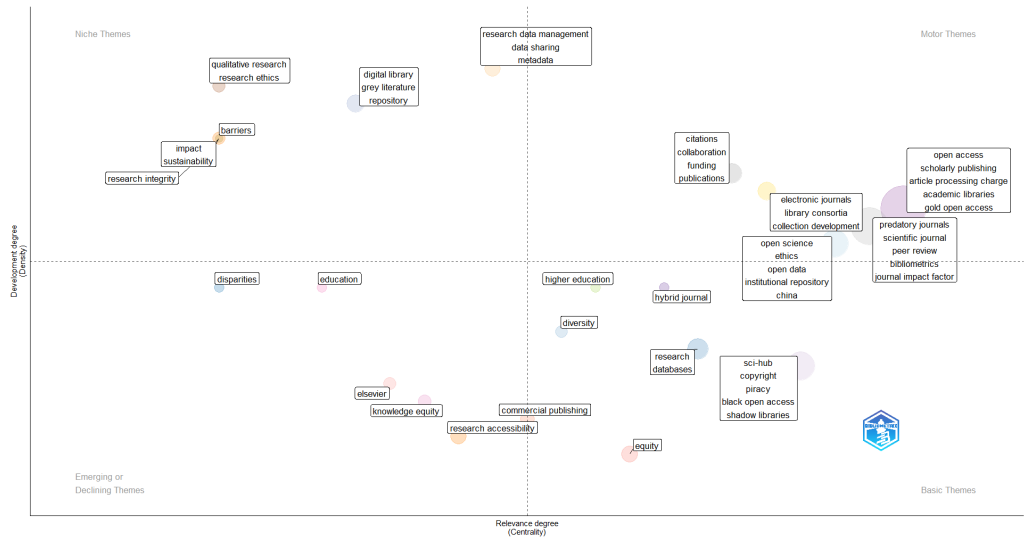 Niche Themes
Motor Themes
research data management
data sharing
metadata
qualitative research
research ethics
digital library
grey literature
repository
barriers
impact
sustainability
research integrity
citations
collaboration
funding
publications
open access
scholarly publishing
article processing charge
academic libraries
gold open access
electronic journals
library consortia
collection development
predatory journals
scientific journal
peer review
bibliometrics
journal impact factor
open science
ethics
open data
institutional repository
china
Development degree
(Density)
disparities
education
higher education
hybrid journal
diversity
research
databases
sci-hub
copyright
piracy
black open access
shadow libraries
elsevier
knowledge equity
commercial publishing
research accessibility
equity
BIBLIOMETRIX
Emerging or
Declining Themes
Basic Themes
Relevance degree
(Centrality)